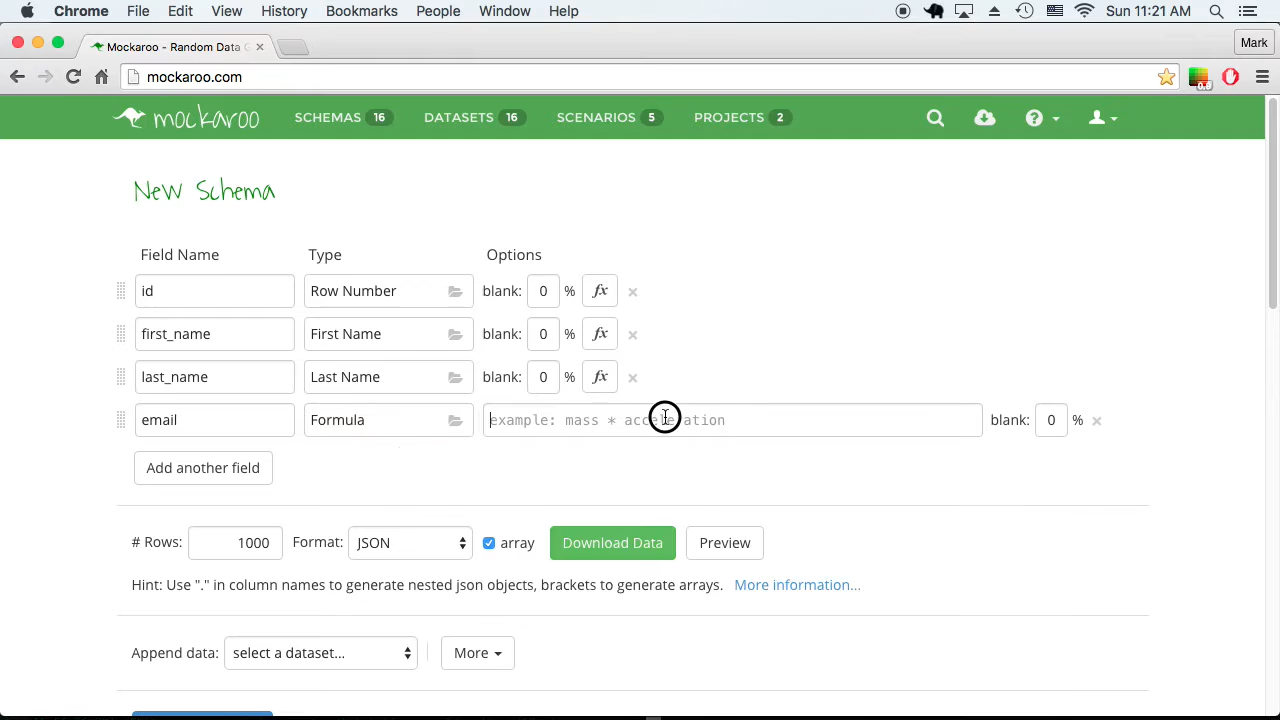 Chrome File Edit View History Bookmarks People Window Help Sun 11:21 AM
Mockaroo - Random Data G Mark
mockaroo.com 0.0
mockaroo SCHEMAS 16 DATASETS 16 SCENARIOS 5 PROJECTS 2
New Schema
Field Name Type Options
id Row Number blank: 0 % fx
first_name First Name blank: 0 % fx
last_name Last Name blank: 0 % fx
email Formula example: mass * acceleration blank: 0 %
Add another field
# Rows: 1000 Format: JSON array Download Data Preview
Hint: Use "." in column names to generate nested json objects, brackets to generate arrays. More information...
Append data: select a dataset... More